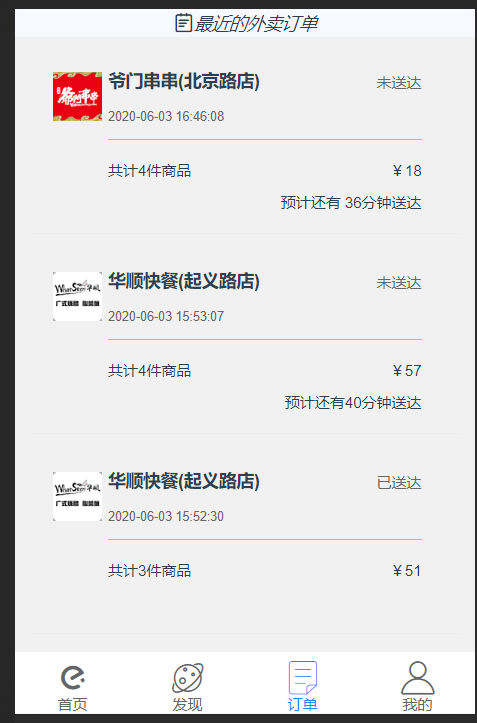 最近的外卖订单
爷门串串(北京路店)
未送达
2020-06-03 16:46:08
共计4件商品
￥18
预计还有 36分钟送达
华顺快餐(起义路店)
未送达
2020-06-03 15:53:07
共计4件商品
￥57
预计还有40分钟送达
华顺快餐(起义路店)
已送达
2020-06-03 15:52:30
共计3件商品
￥51
首页
发现
订单
我的